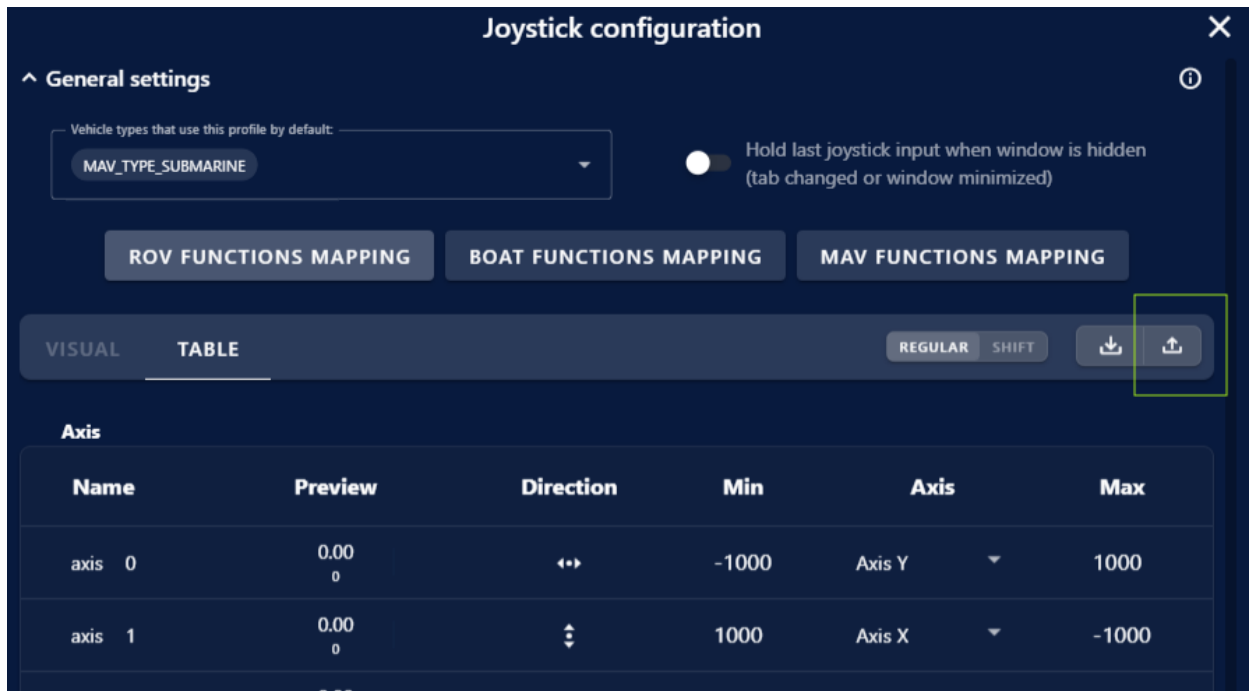 Joystick configuration
General settings
Vehicle types that use this profile by default:
MAV_TYPE_SUBMARINE
Hold last joystick input when window is hidden
(tab changed or window minimized)
ROV FUNCTIONS MAPPING BOAT FUNCTIONS MAPPING MAV FUNCTIONS MAPPING
VISUAL TABLE REGULAR SHIFT
Axis
Name Preview Direction Min Axis Max
axis 0 0.00 -1000 Axis Y 1000
0
axis 1 0.00 1000 Axis X -1000
0